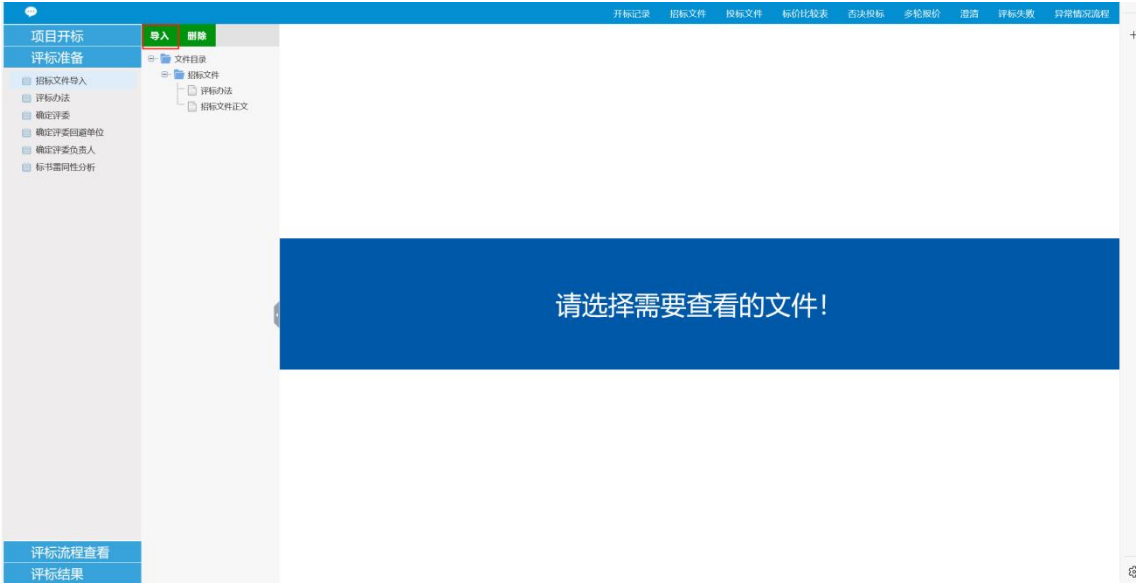 开标记录 招标文件 投标文件 标价比较表 否决投标 多轮报价 澄清 评标失败 异常情况流程
项目开标
评标准备
招标文件导入
评标办法
确定评委
确定评委回避单位
确定评委负责人
标书雷同性分析
导入 删除
文件目录
招标文件
评标办法
招标文件正文
请选择需要查看的文件!
评标流程查看
评标结果